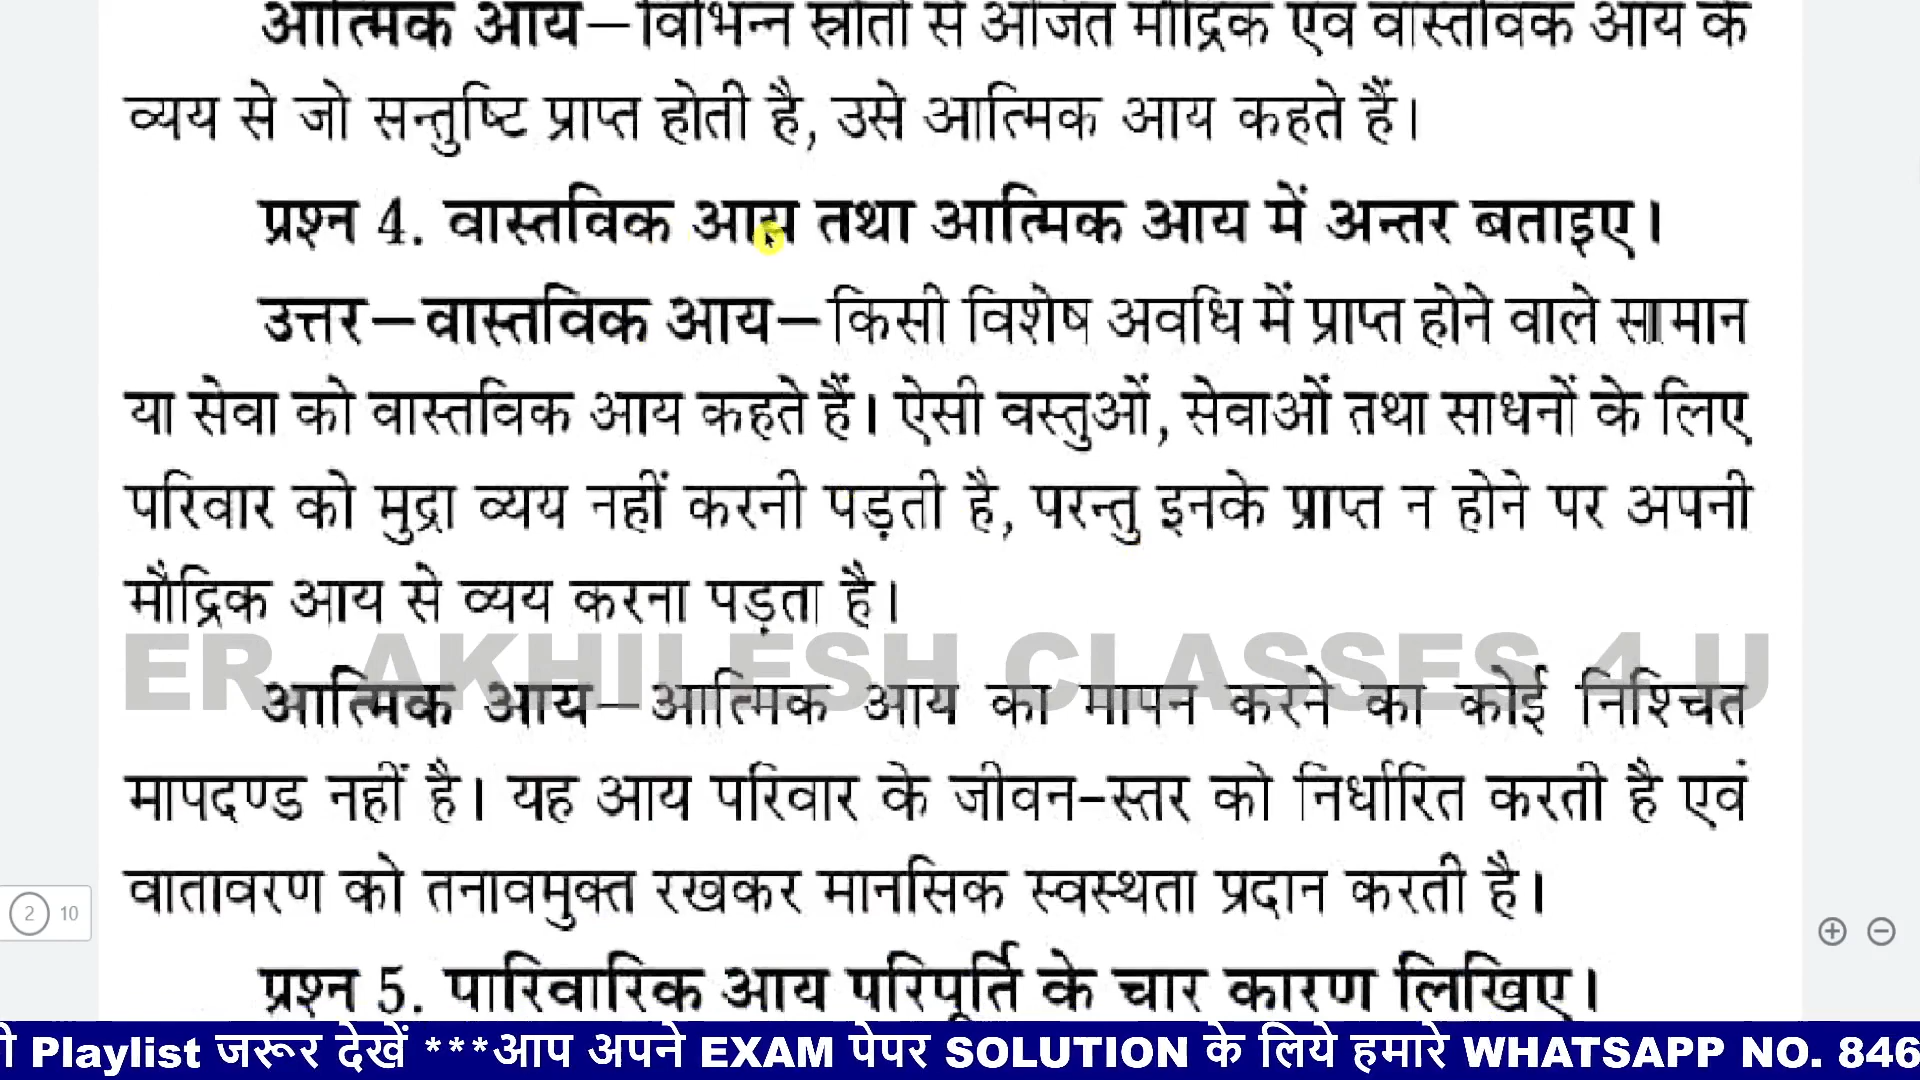 आत्मिक आय—विभिन्न स्रोतों से अर्जित मौद्रिक एवं वास्तविक आय के
व्यय से जो सन्तुष्टि प्राप्त होती है, उसे आत्मिक आय कहते हैं।
प्रश्न 4. वास्तविक आय तथा आत्मिक आय में अन्तर बताइए।
उत्तर—वास्तविक आय—किसी विशेष अवधि में प्राप्त होने वाले सामान
या सेवा को वास्तविक आय कहते हैं। ऐसी वस्तुओं, सेवाओं तथा साधनों के लिए
परिवार को मुद्रा व्यय नहीं करनी पड़ती है, परन्तु इनके प्राप्त न होने पर अपनी
मौद्रिक आय से व्यय करना पड़ता है।
ER. AKHILESH CLASSES 4 U
आत्मिक आय—आत्मिक आय का मापन करने का कोई निश्चित
मापदण्ड नहीं है। यह आय परिवार के जीवन-स्तर को निर्धारित करती है एवं
वातावरण को तनावमुक्त रखकर मानसिक स्वस्थता प्रदान करती है।
2 10
प्रश्न 5. पारिवारिक आय परिपूर्ति के चार कारण लिखिए।
ी Playlist जरूर देखें ***आप अपने EXAM पेपर SOLUTION के लिये हमारे WHATSAPP NO. 846